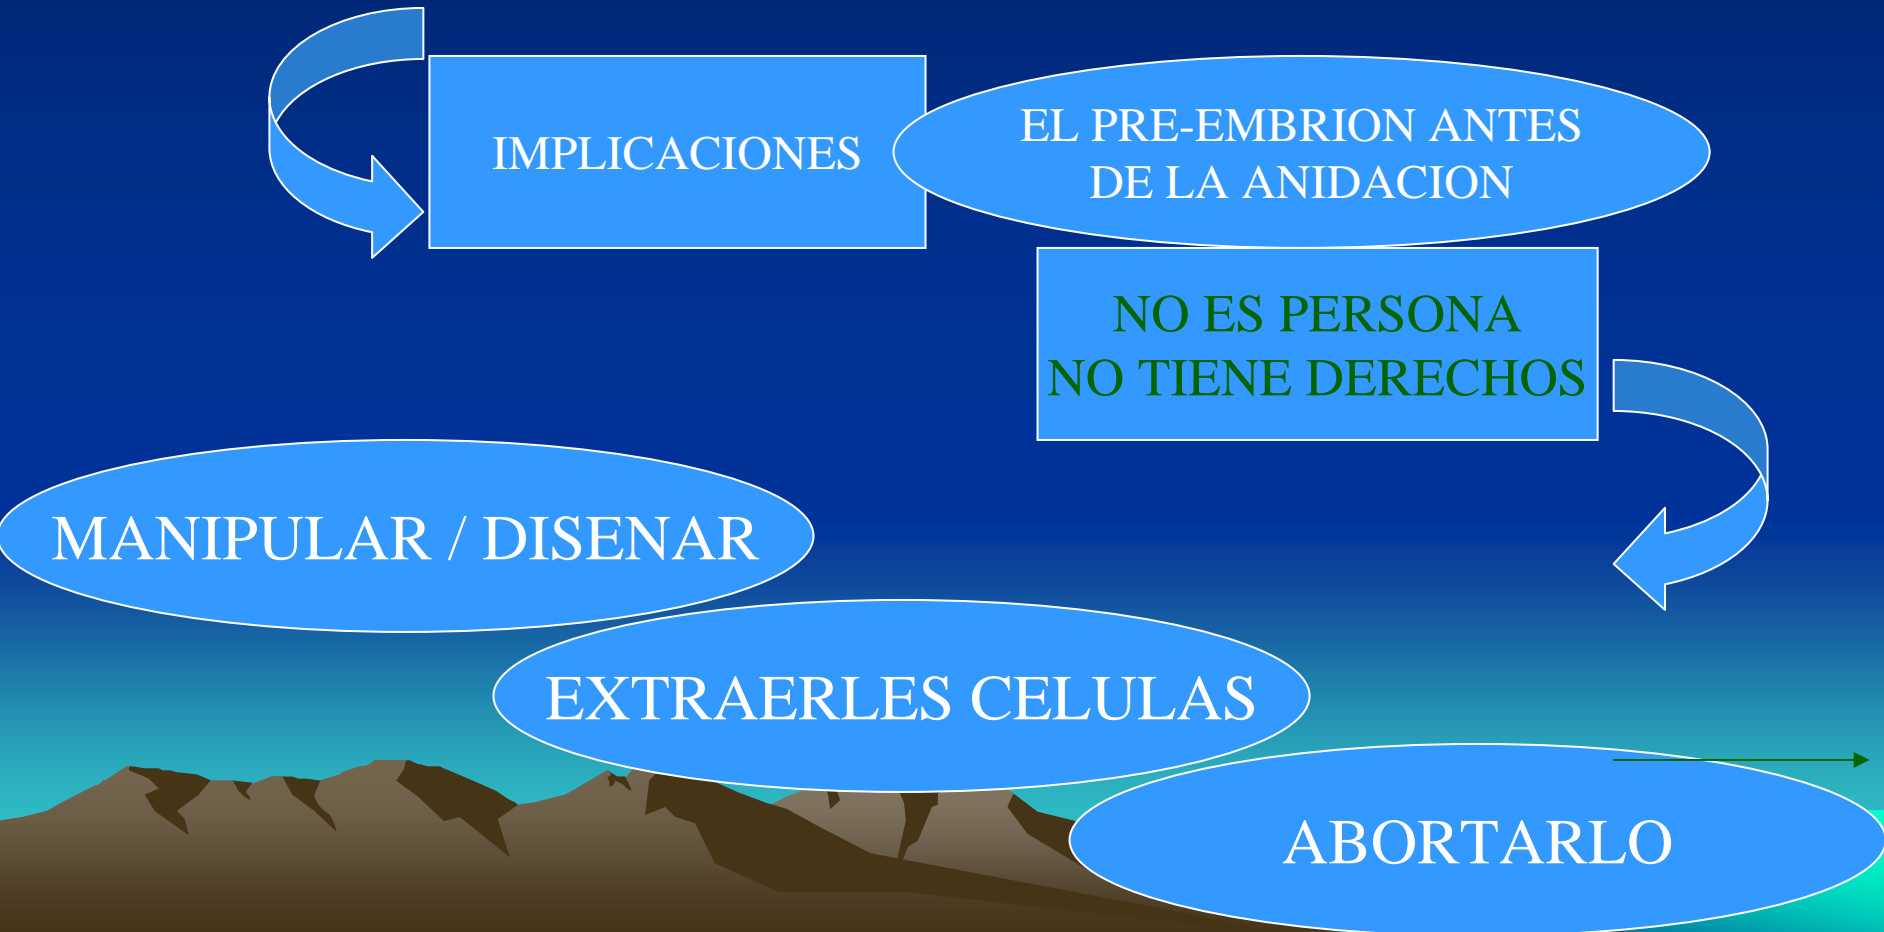 IMPLICACIONES
EL PRE-EMBRION ANTES
DE LA ANIDACION
NO ES PERSONA
NO TIENE DERECHOS
MANIPULAR / DISENAR
EXTRAERLES CELULAS
ABORTARLO